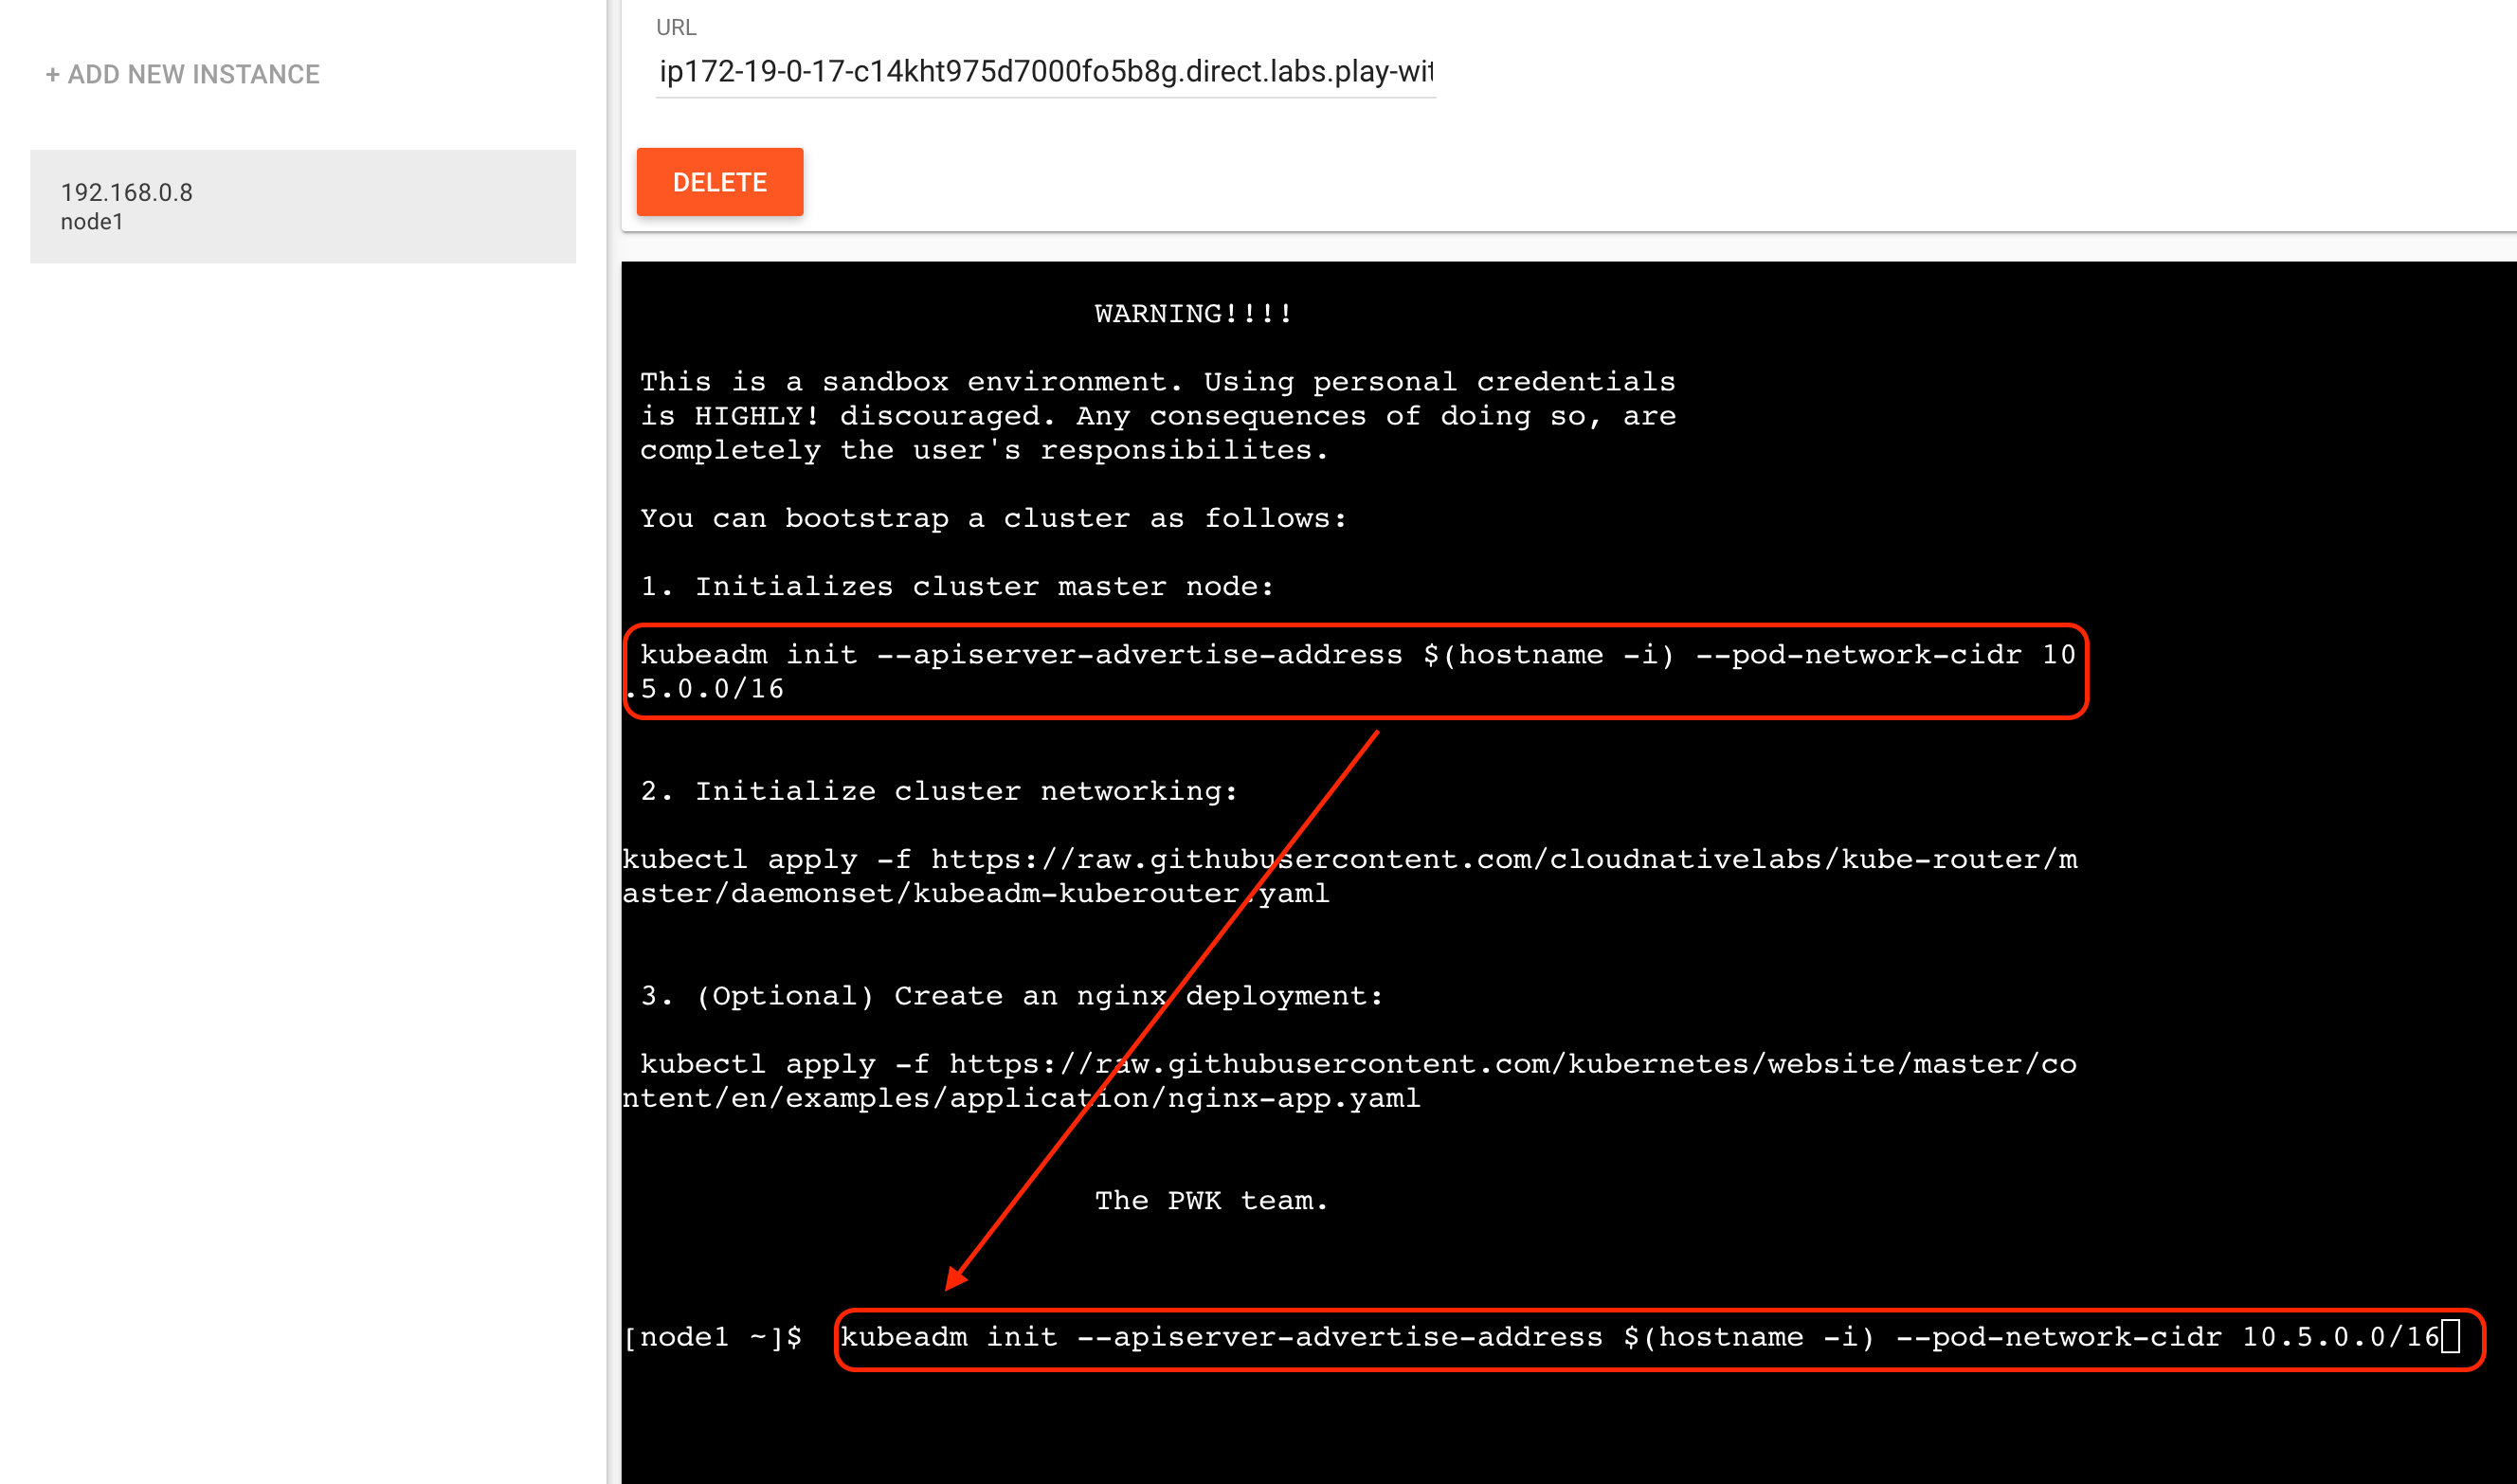 + ADD NEW INSTANCE
192.168.0.8
node1
URL
ip172-19-0-17-c14kht975d7000fo5b8g.direct.labs.play-wit
DELETE
WARNING!!!!
This is a sandbox environment. Using personal credentials
is HIGHLY! discouraged. Any consequences of doing so, are
completely the user's responsibilites.
You can bootstrap a cluster as follows:
1. Initializes cluster master node:
kubeadm init --apiserver-advertise-address $(hostname -i) --pod-network-cidr 10
.5.0.0/16
2. Initialize cluster networking:
kubectl apply -f https://raw.githubusercontent.com/cloudnativelabs/kube-router/m
aster/daemonset/kubeadm-kuberouter.yaml
3. (Optional) Create an nginx deployment:
kubectl apply -f https://raw.githubusercontent.com/kubernetes/website/master/co
ntent/en/examples/application/nginx-app.yaml
The PWK team.
[node1 ~]$ kubeadm init --apiserver-advertise-address $(hostname -i) --pod-network-cidr 10.5.0.0/16